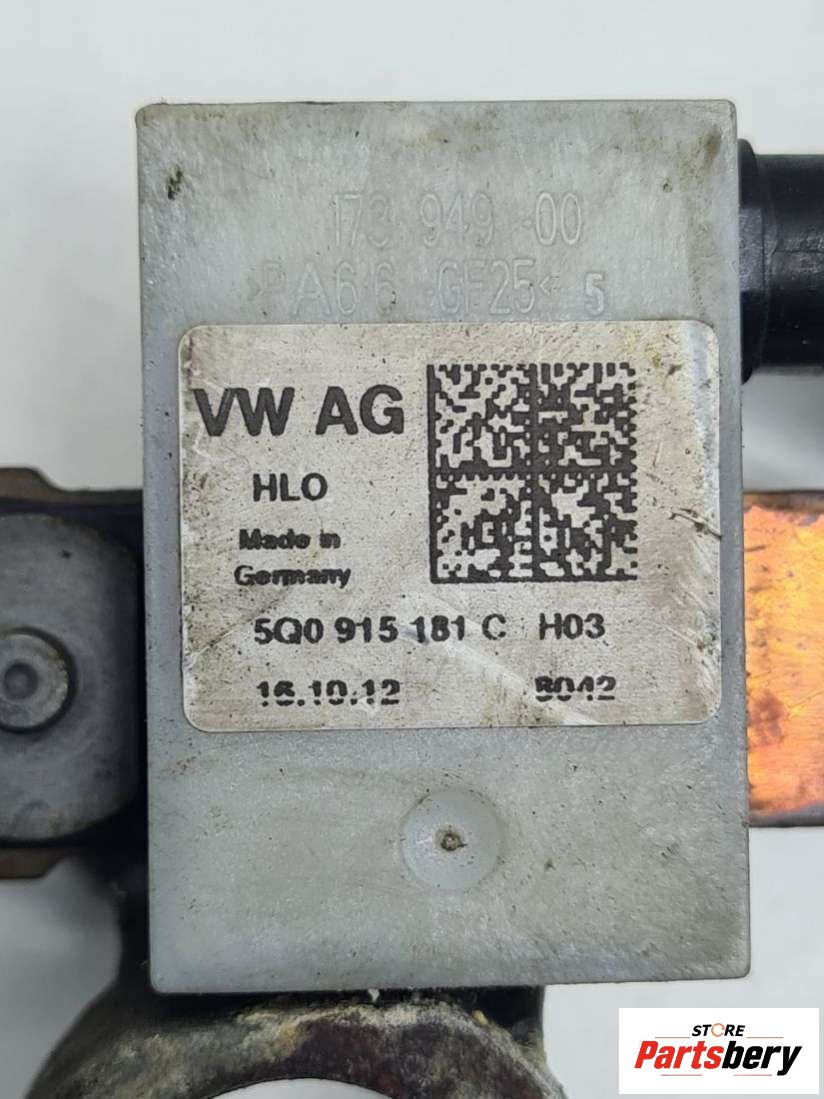 173 949-00
>PA66 GF25< 5
VW AG
HLO
Made in
Germany
5Q0 915 181 C H03
16.10.12 8042
STORE
Partsbery